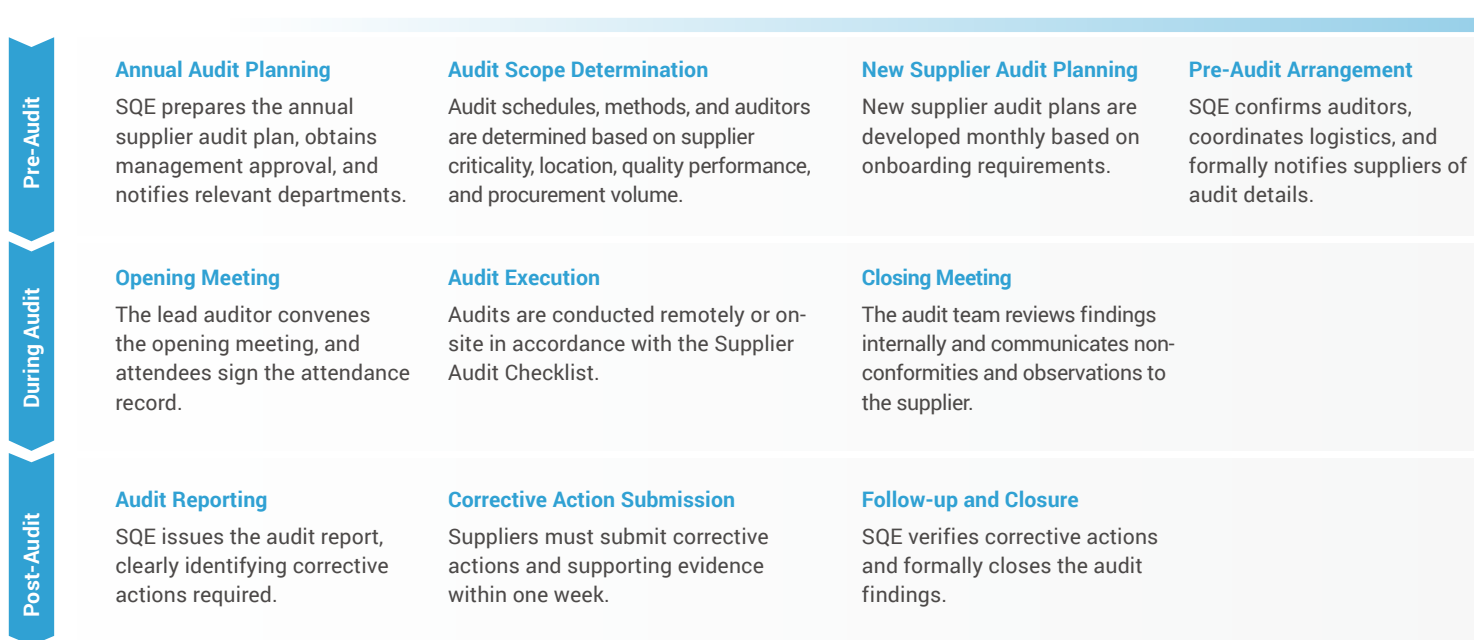 Pre-Audit
Annual Audit Planning
SQE prepares the annual
supplier audit plan, obtains
management approval, and
notifies relevant departments.
Audit Scope Determination
Audit schedules, methods, and auditors
are determined based on supplier
criticality, location, quality performance,
and procurement volume.
New Supplier Audit Planning
New supplier audit plans are
developed monthly based on
onboarding requirements.
Pre-Audit Arrangement
SQE confirms auditors,
coordinates logistics, and
formally notifies suppliers of
audit details.
During Audit
Opening Meeting
The lead auditor convenes
the opening meeting, and
attendees sign the attendance
record.
Audit Execution
Audits are conducted remotely or on-
site in accordance with the Supplier
Audit Checklist.
Closing Meeting
The audit team reviews findings
internally and communicates non-
conformities and observations to
the supplier.
Post-Audit
Audit Reporting
SQE issues the audit report,
clearly identifying corrective
actions required.
Corrective Action Submission
Suppliers must submit corrective
actions and supporting evidence
within one week.
Follow-up and Closure
SQE verifies corrective actions
and formally closes the audit
findings.